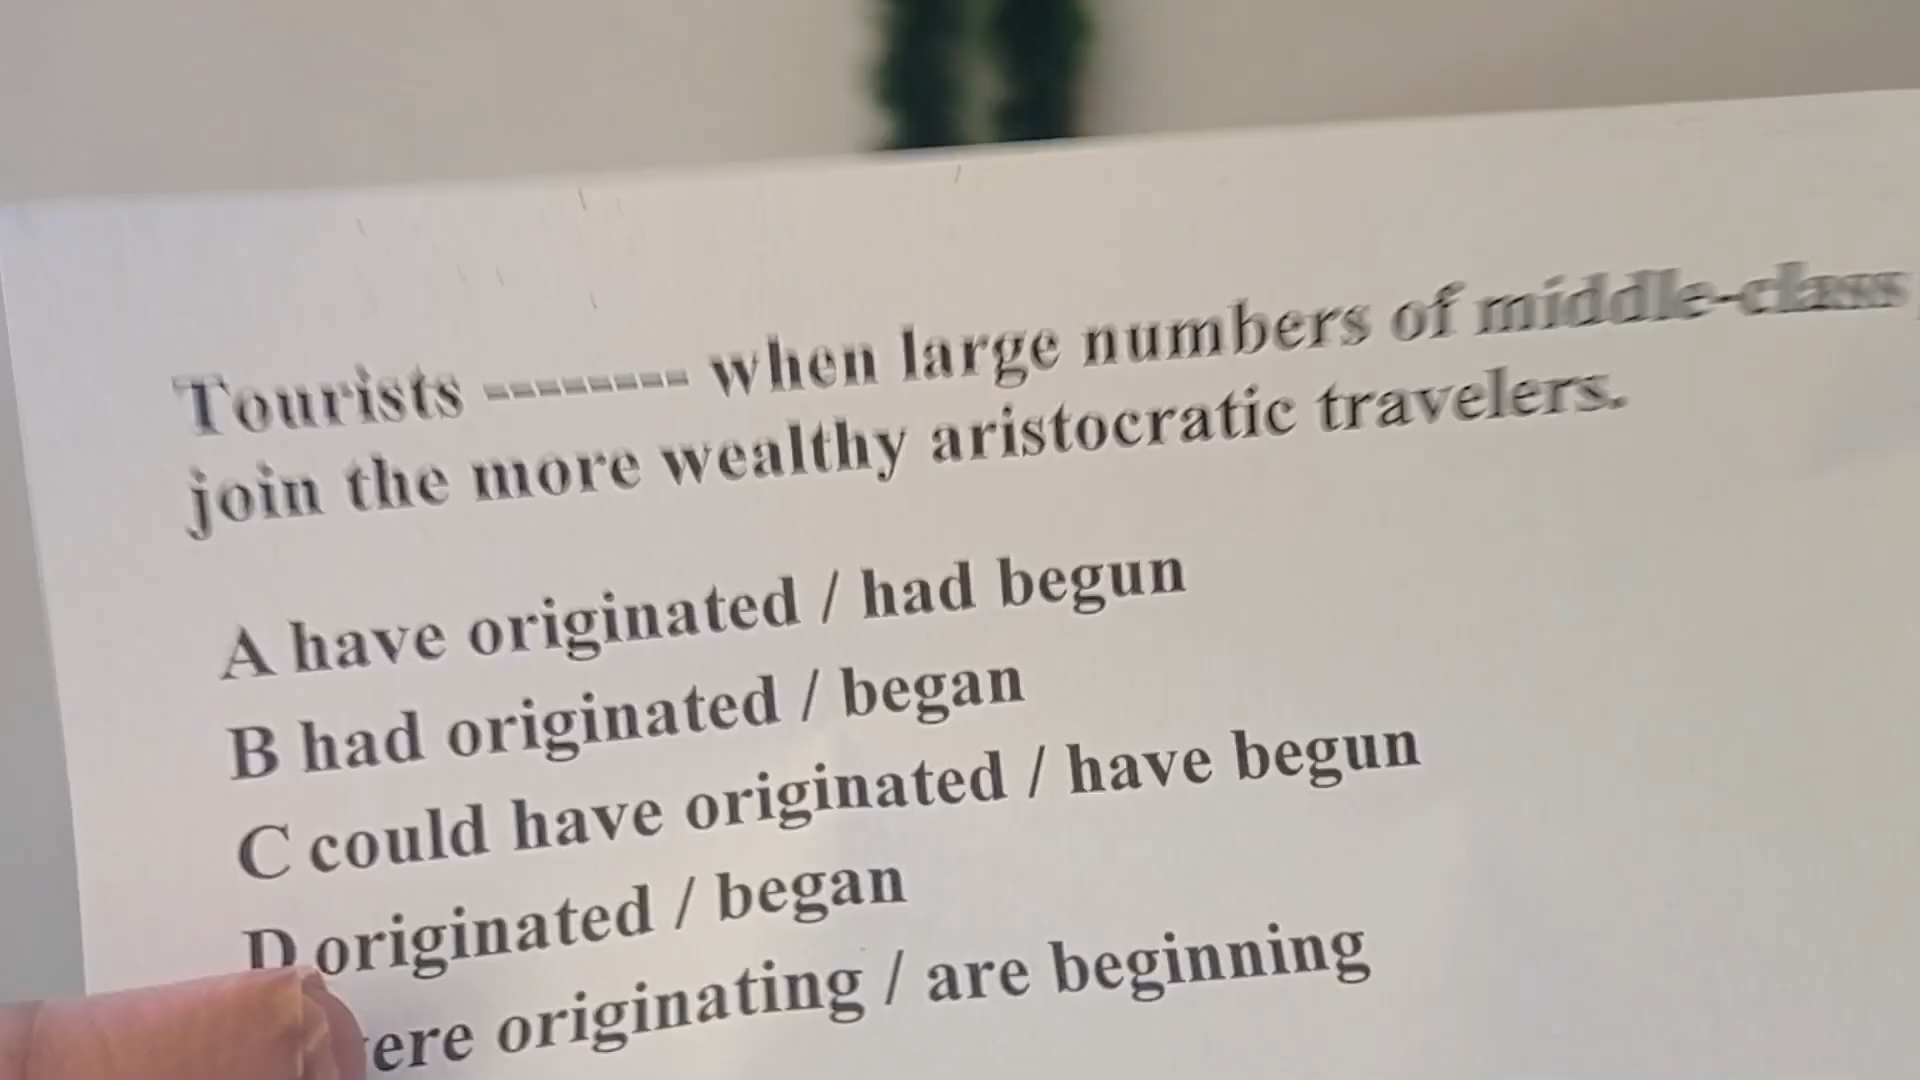 Tourists -------- when large numbers of middle-class
join the more wealthy aristocratic travelers.
A have originated / had begun
B had originated / began
C could have originated / have begun
D originated / began
ere originating / are beginning